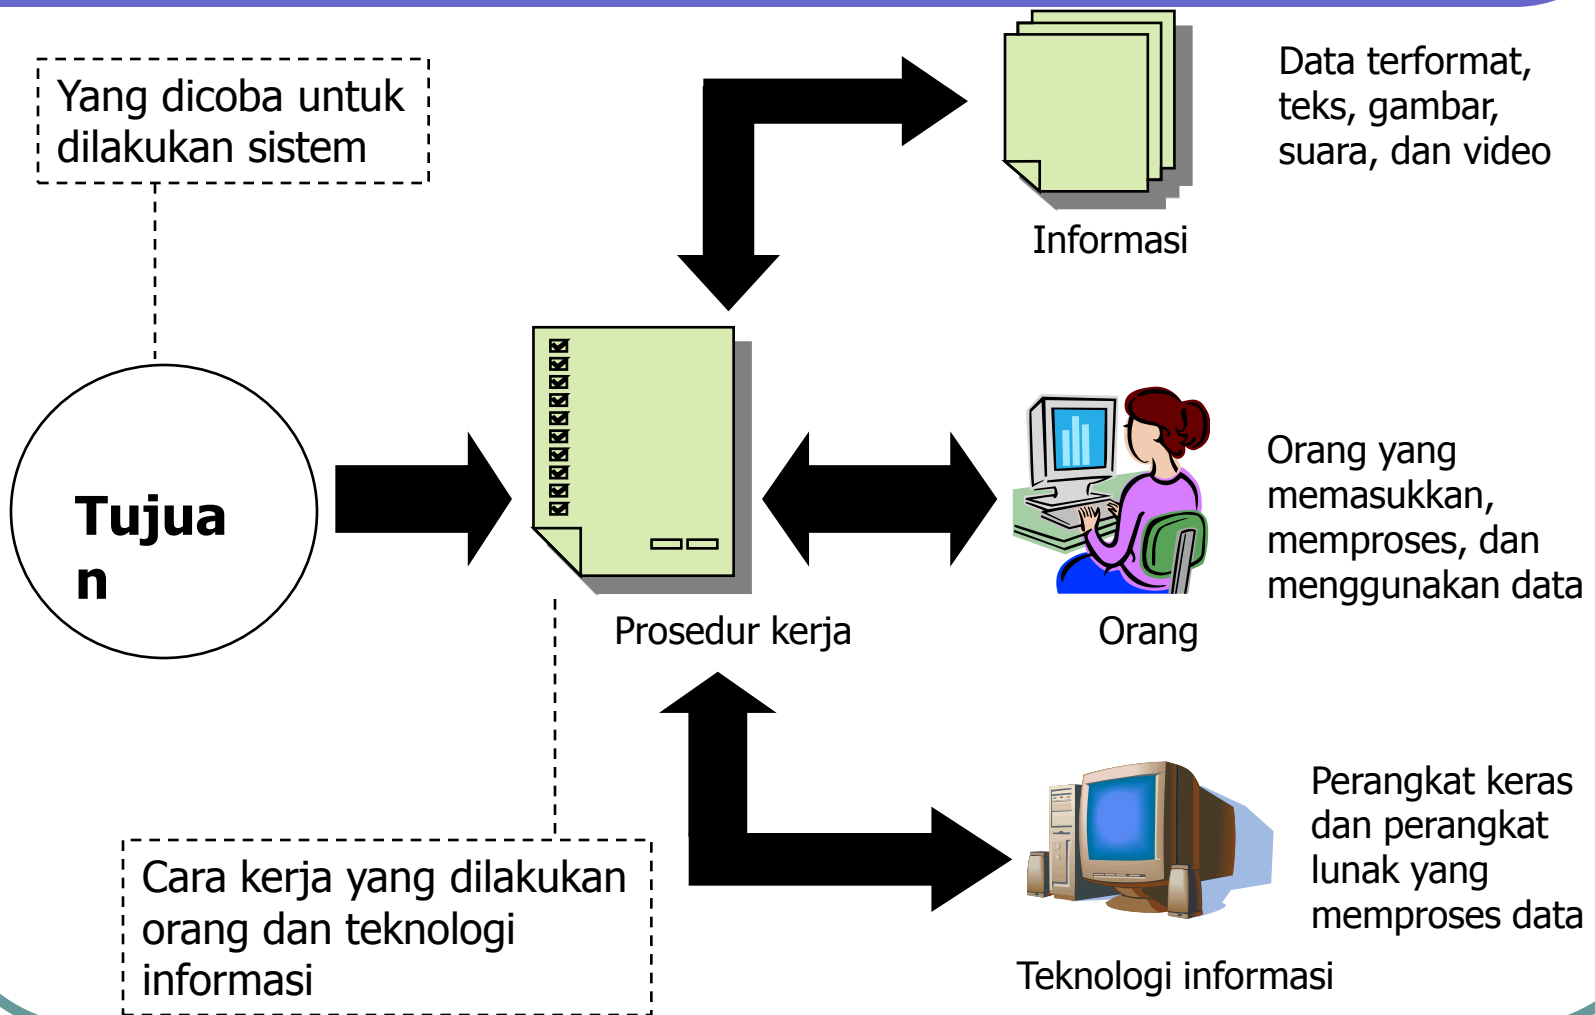 Yang dicoba untuk
dilakukan sistem
Data terformat,
teks, gambar,
suara, dan video
Informasi
Tujua
n
Prosedur kerja
Orang yang
memasukkan,
memproses, dan
menggunakan data
Orang
Cara kerja yang dilakukan
orang dan teknologi
informasi
Perangkat keras
dan perangkat
lunak yang
memproses data
Teknologi informasi